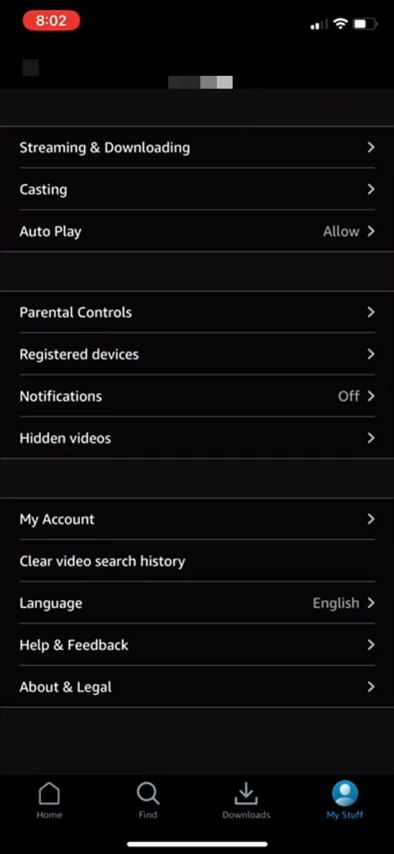 8:02
Streaming & Downloading
Casting
Auto Play Allow
Parental Controls
Registered devices
Notifications Off
Hidden videos
My Account
Clear video search history
Language English
Help & Feedback
About & Legal
Home Find Downloads My Stuff